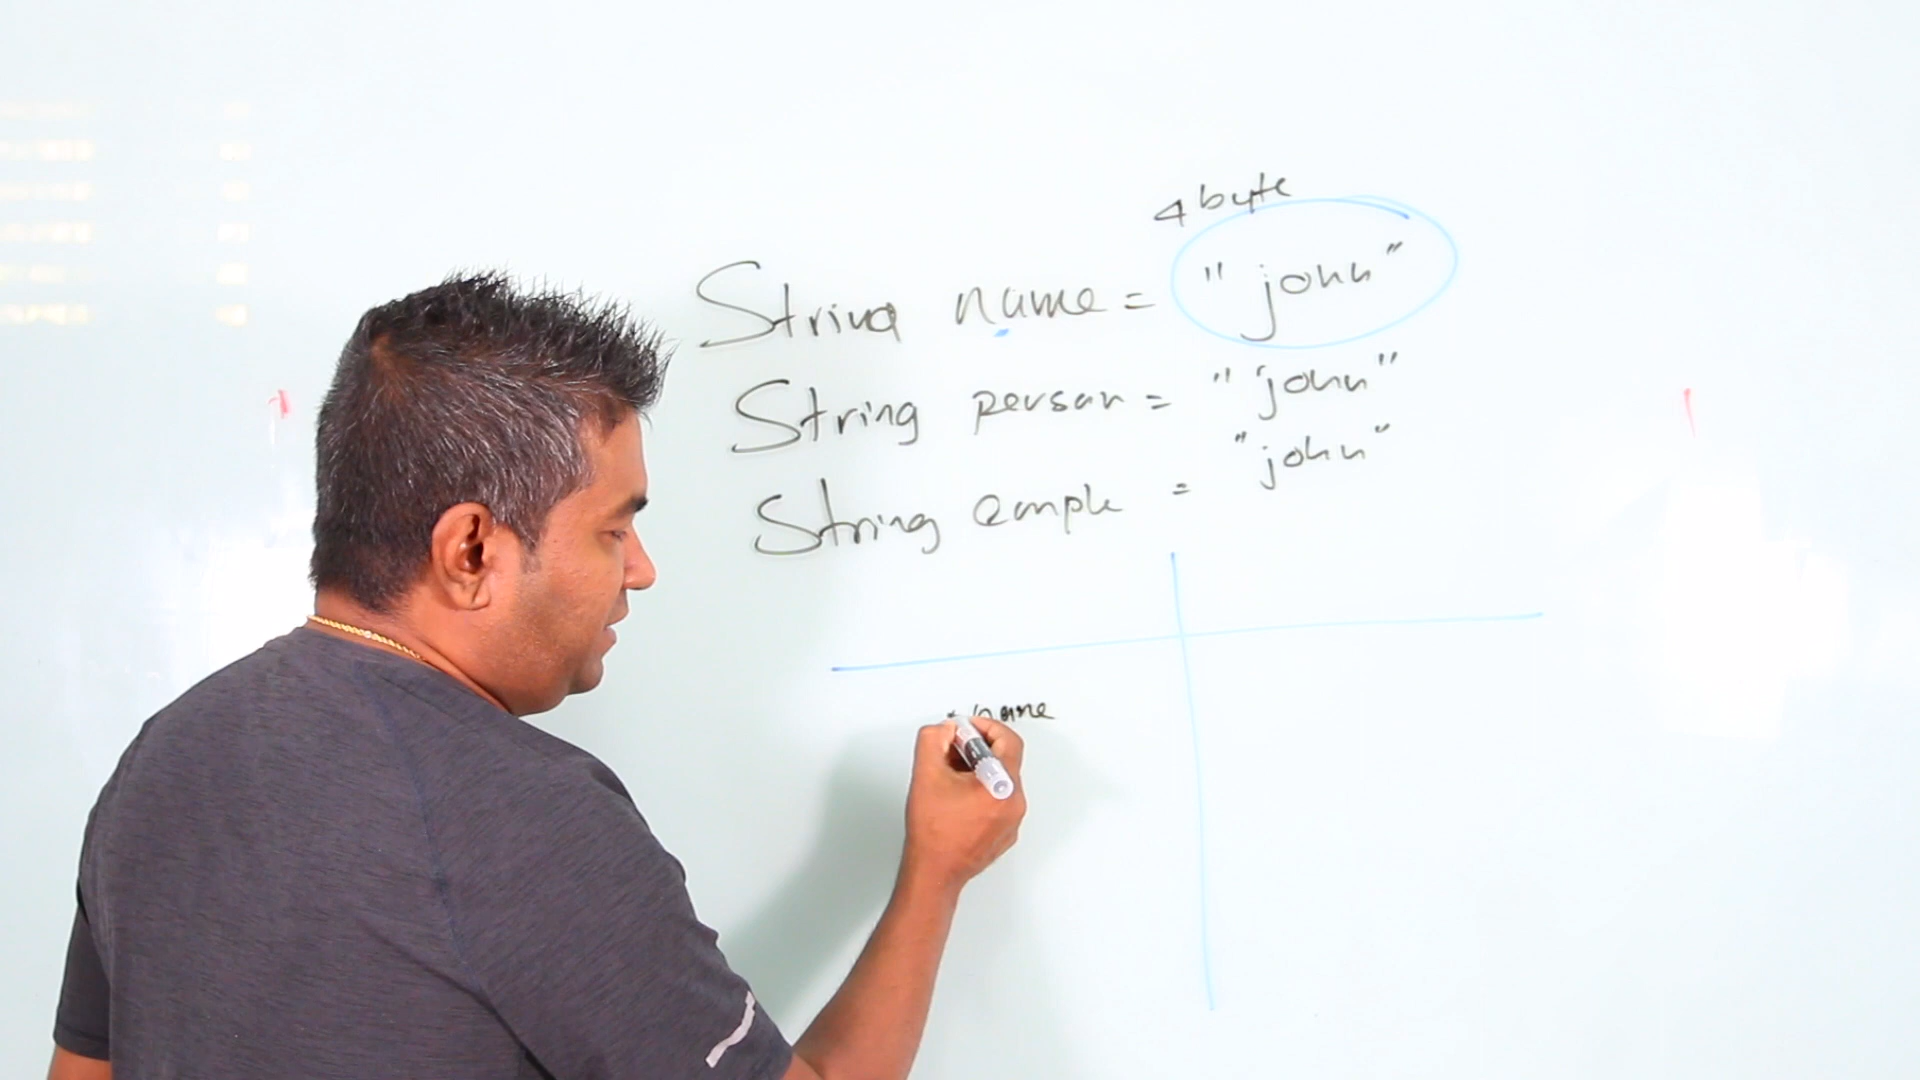 4 byte
String name = "john"
String person = "john"
String emple = "john"
name